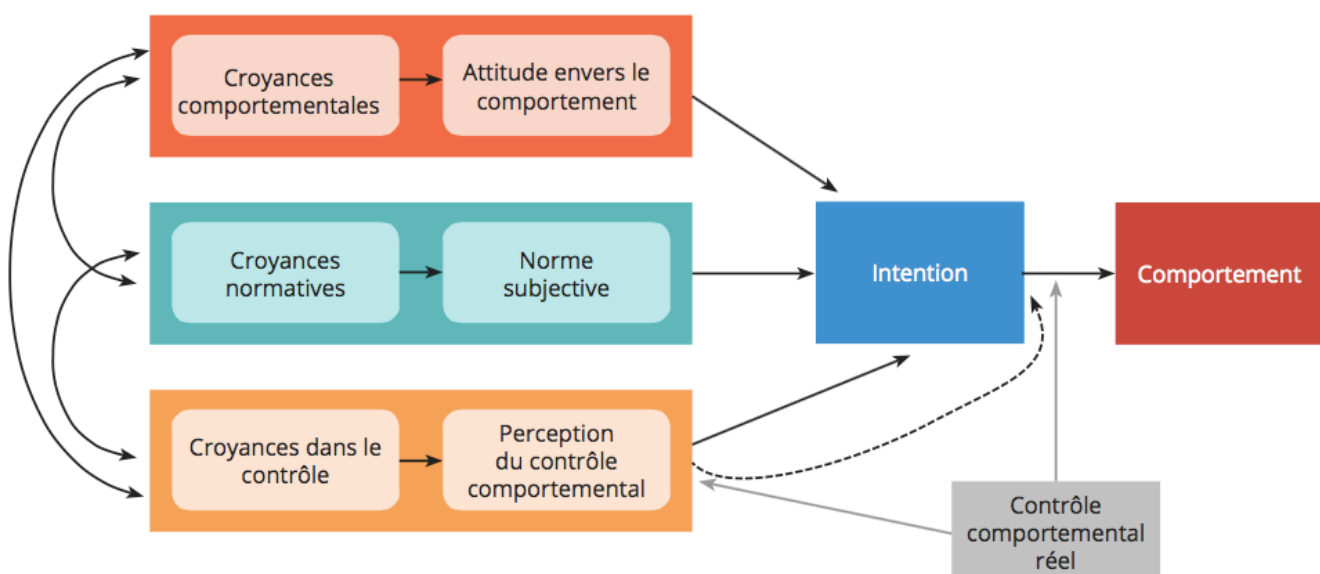 Croyances
comportementales
Attitude envers le
comportement
Croyances
normatives
Norme
subjective
Intention
Comportement
Croyances dans le
contrôle
Perception
du contrôle
comportemental
Contrôle
comportemental
réel